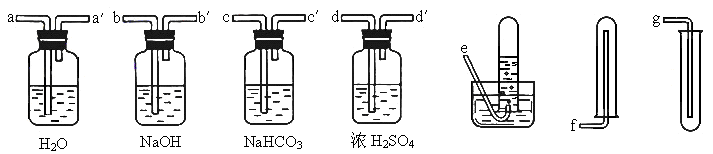 a a′ b b′ c c′ d d′ e f g
H₂O NaOH NaHCO₃ 浓 H₂SO₄